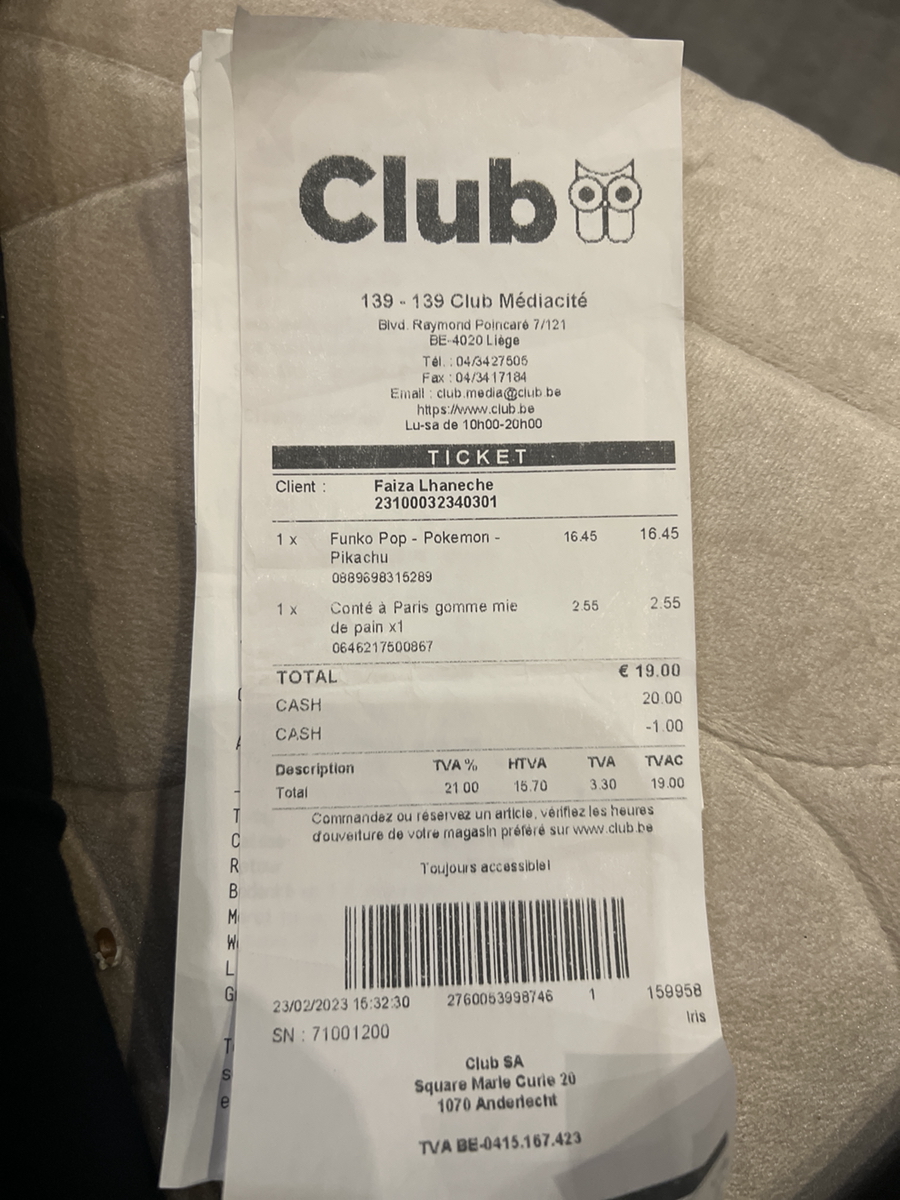 Club
139 - 139 Club Médiacité
Blvd. Raymond Poincaré 7/121
BE-4020 Liège
Tél. : 04/3427505
Fax : 04/3417184
Email : club.media@club.be
https://www.club.be
Lu-sa de 10h00-20h00
TICKET
Client : Faiza Lhaneche
23100032340301
1 x Funko Pop - Pokemon - 16.45 16.45
Pikachu
0889698315289
1 x Conté à Paris gomme mie 2.55 2.55
de pain x1
0646217500867
TOTAL € 19.00
CASH 20.00
CASH -1.00
Description TVA % HTVA TVA TVAC
Total 21.00 15.70 3.30 19.00
Commandez ou réservez un article, vérifiez les heures
d'ouverture de votre magasin préféré sur www.club.be
Toujours accessible!
23/02/2023 16:32:30 2760053998746 1 159958
Iris
SN : 71001200
Club SA
Square Marie Curie 20
1070 Anderlecht
TVA BE-0415.167.423
T
C
R
B
M
W
L
G
T
s
e